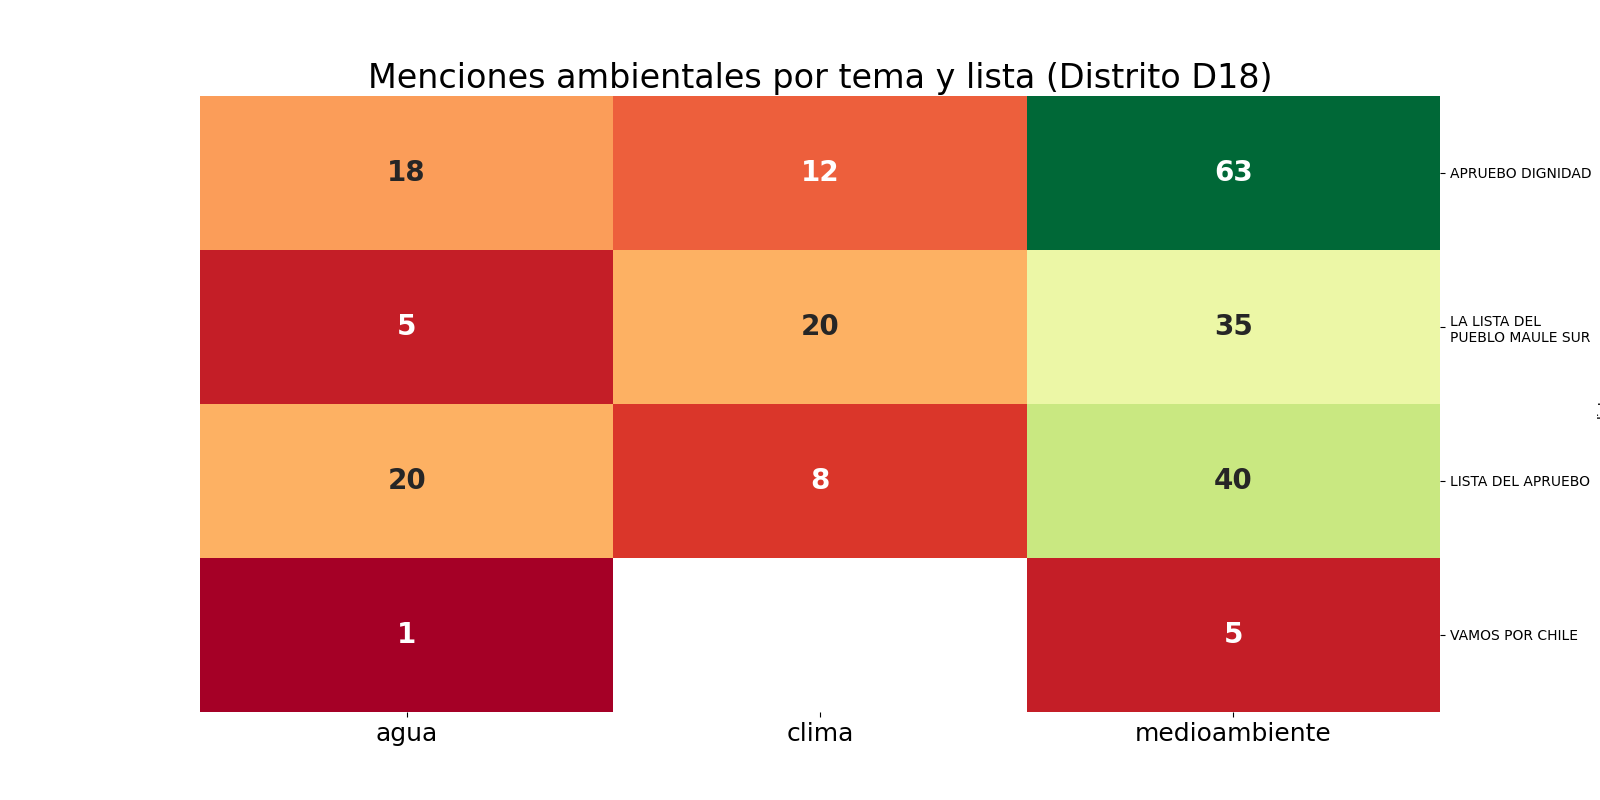 Menciones ambientales por tema y lista (Distrito D18)
18 12 63 APRUEBO DIGNIDAD
5 20 35 LA LISTA DEL
PUEBLO MAULE SUR
20 8 40 LISTA DEL APRUEBO
1 5 VAMOS POR CHILE
agua clima medioambiente